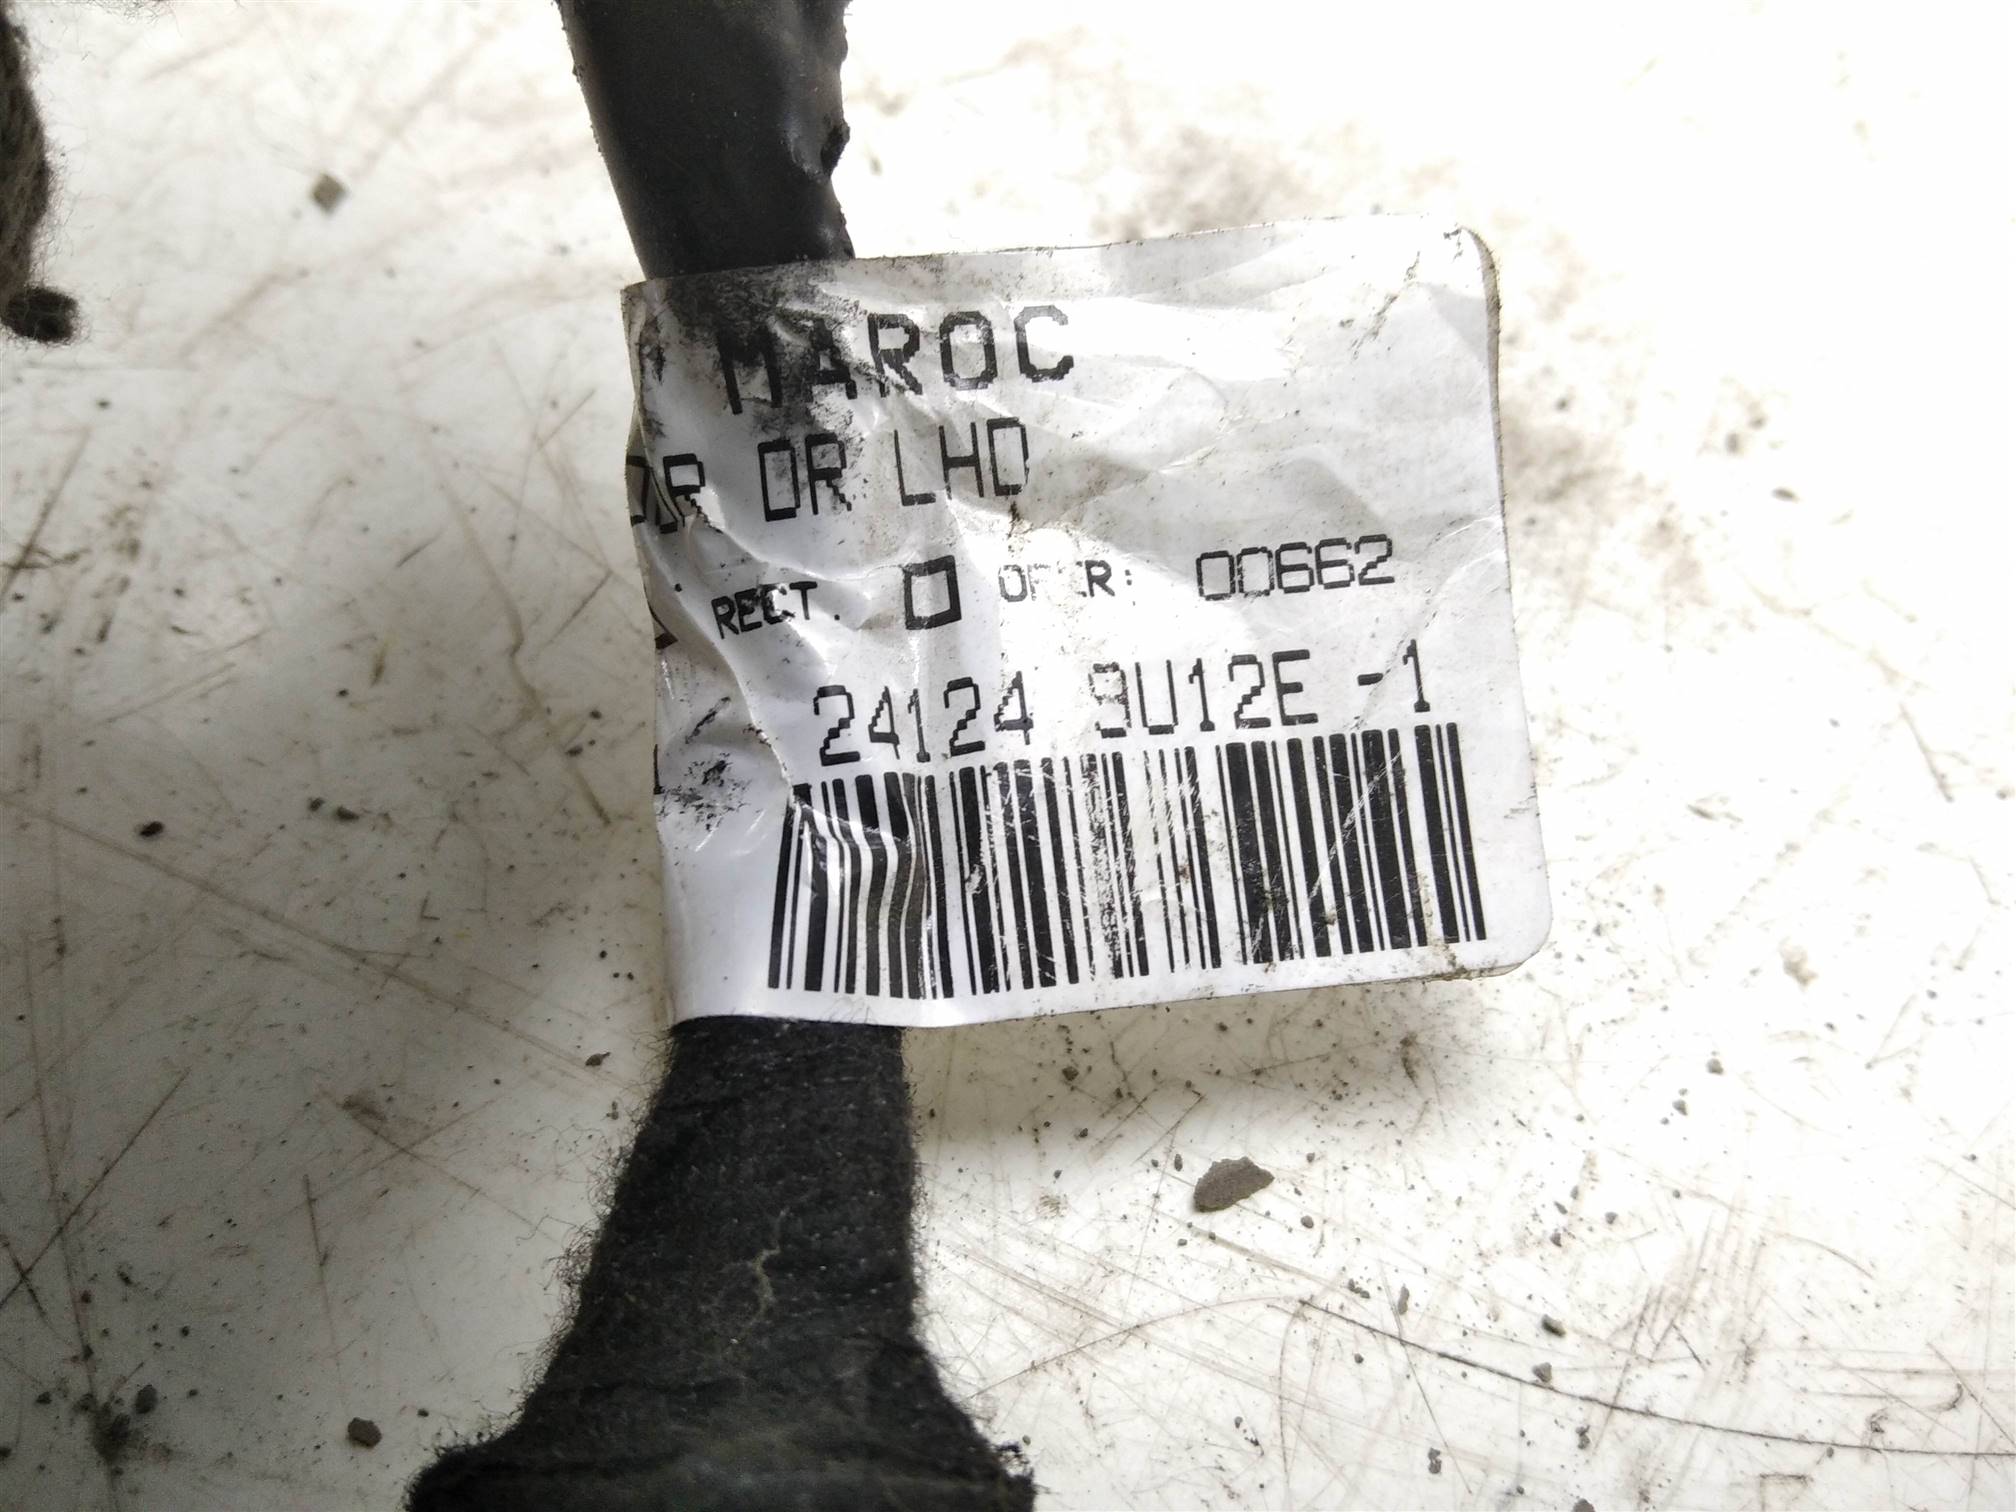 MAROC
DR LHD
RECT. OPER: 00662
24124 9U12E -1